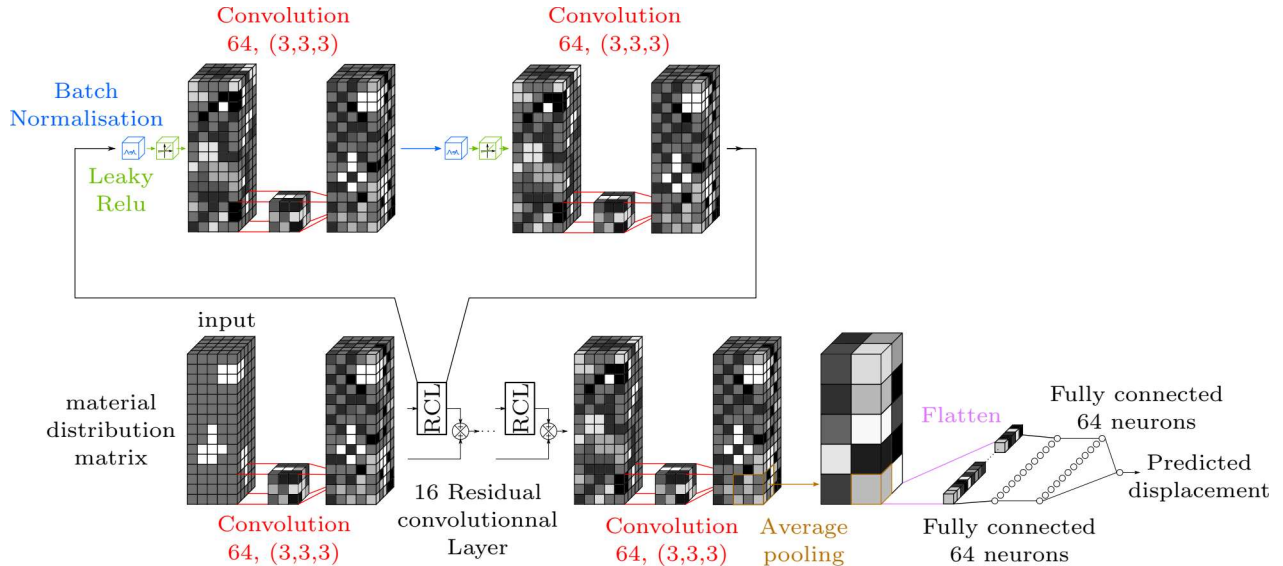 Convolution
64, (3,3,3)
Convolution
64, (3,3,3)
Batch
Normalisation
Leaky
Relu
input
material
distribution
matrix
RCL
RCL
Convolution
64, (3,3,3)
16 Residual
convolutionnal
Layer
Convolution
64, (3,3,3)
Average
pooling
Flatten
Fully connected
64 neurons
Fully connected
64 neurons
Predicted
displacement